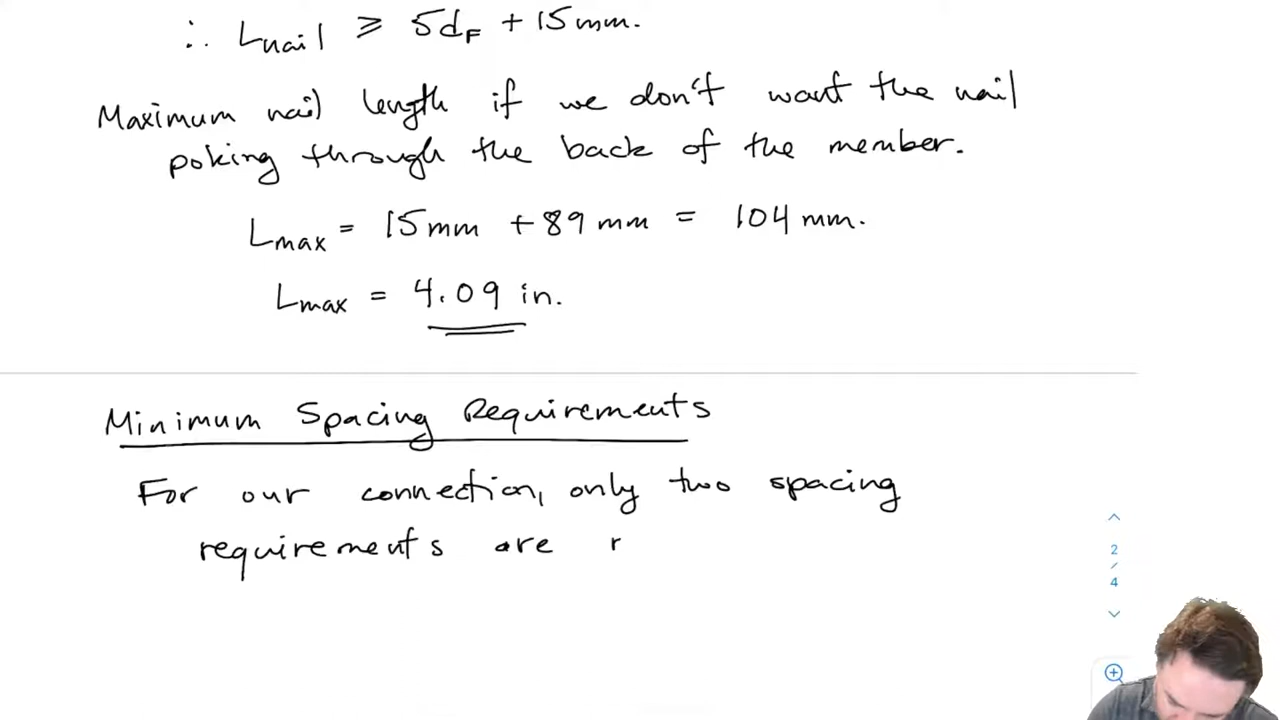 ∴ Lnail ≥ 5dF + 15mm.
Maximum nail length if we don't want the nail
poking through the back of the member.
Lmax = 15mm + 89mm = 104 mm.
Lmax = 4.09 in.
Minimum Spacing Requirements
For our connection, only two spacing
requirements are r
2
/
4